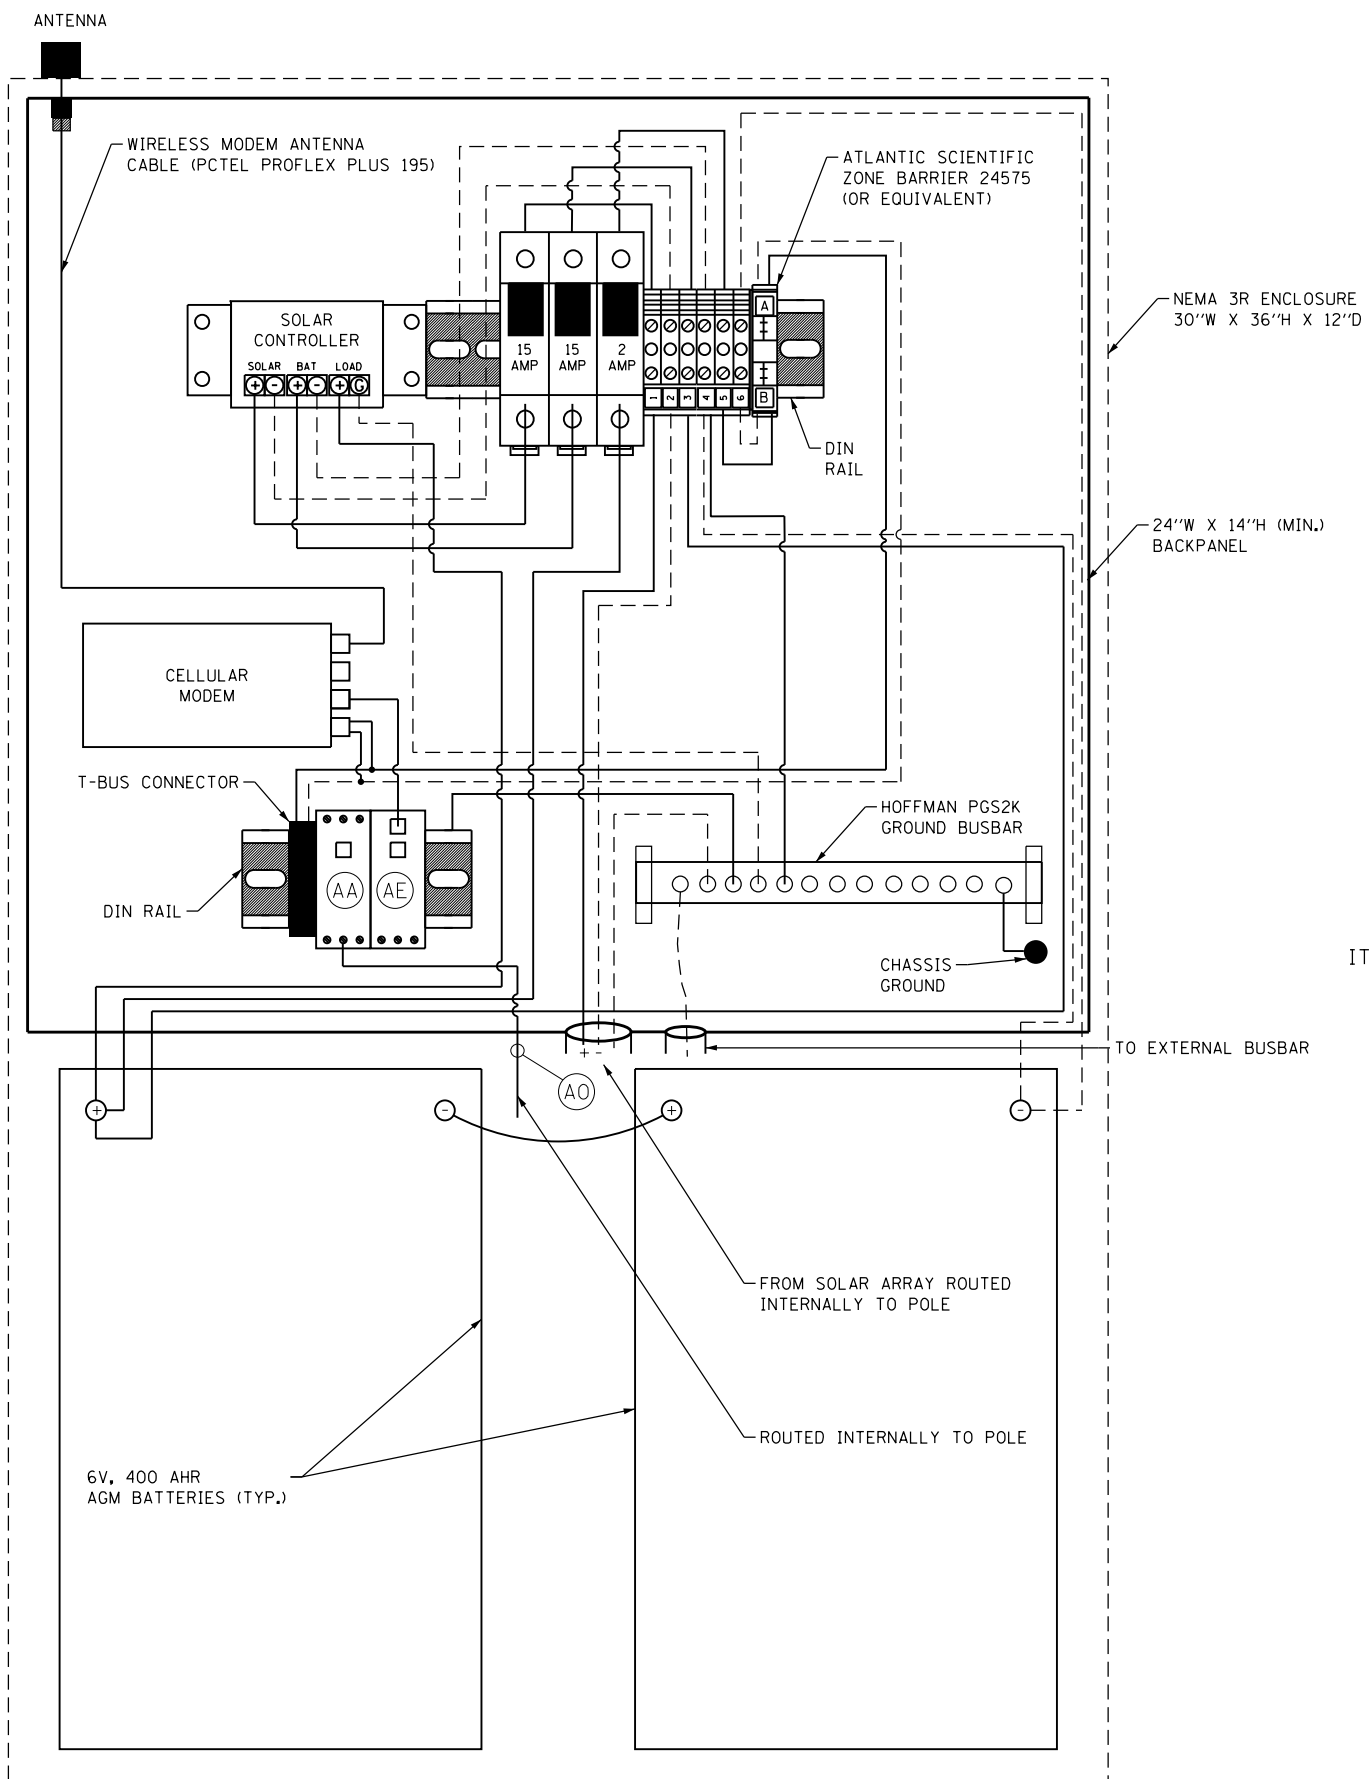 ANTENNA
WIRELESS MODEM ANTENNA
CABLE (PCTEL PROFLEX PLUS 195)
ATLANTIC SCIENTIFIC
ZONE BARRIER 24575
(OR EQUIVALENT)
NEMA 3R ENCLOSURE
30"W X 36"H X 12"D
SOLAR
CONTROLLER
SOLAR BAT LOAD
+ - + - + G
15
AMP
15
AMP
2
AMP
1 2 3 4 5 6
A
B
DIN
RAIL
24"W X 14"H (MIN.)
BACKPANEL
CELLULAR
MODEM
T-BUS CONNECTOR
HOFFMAN PGS2K
GROUND BUSBAR
AA
AE
DIN RAIL
CHASSIS
GROUND
IT
TO EXTERNAL BUSBAR
AO
+ - + -
FROM SOLAR ARRAY ROUTED
INTERNALLY TO POLE
ROUTED INTERNALLY TO POLE
6V, 400 AHR
AGM BATTERIES (TYP.)